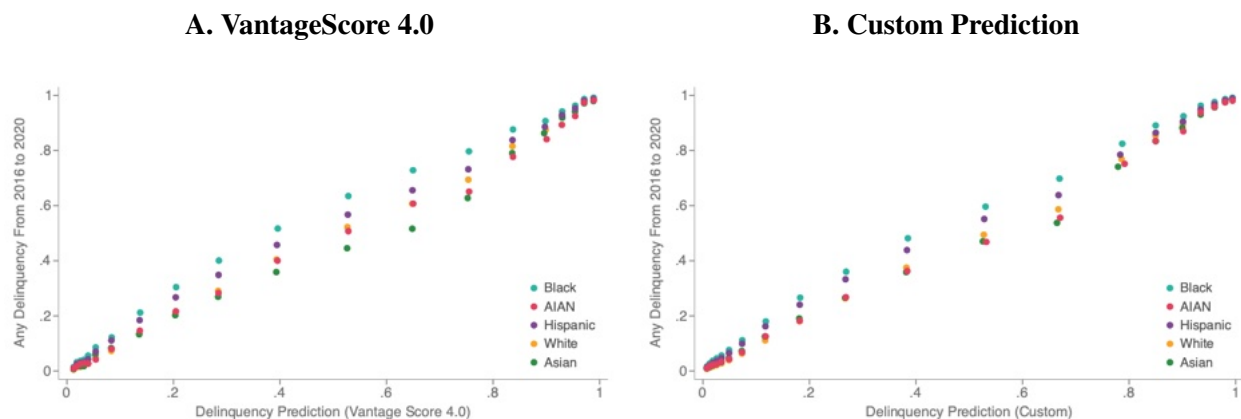 A. VantageScore 4.0
Any Delinquency From 2016 to 2020
1
.8
.6
.4
.2
0
0
.2
.4
.6
.8
1
Black
AIAN
Hispanic
White
Asian
Delinquency Prediction (Vantage Score 4.0)
B. Custom Prediction
Any Delinquency From 2016 to 2020
1
.8
.6
.4
.2
0
0
.2
.4
.6
.8
1
Black
AIAN
Hispanic
White
Asian
Delinquency Prediction (Custom)